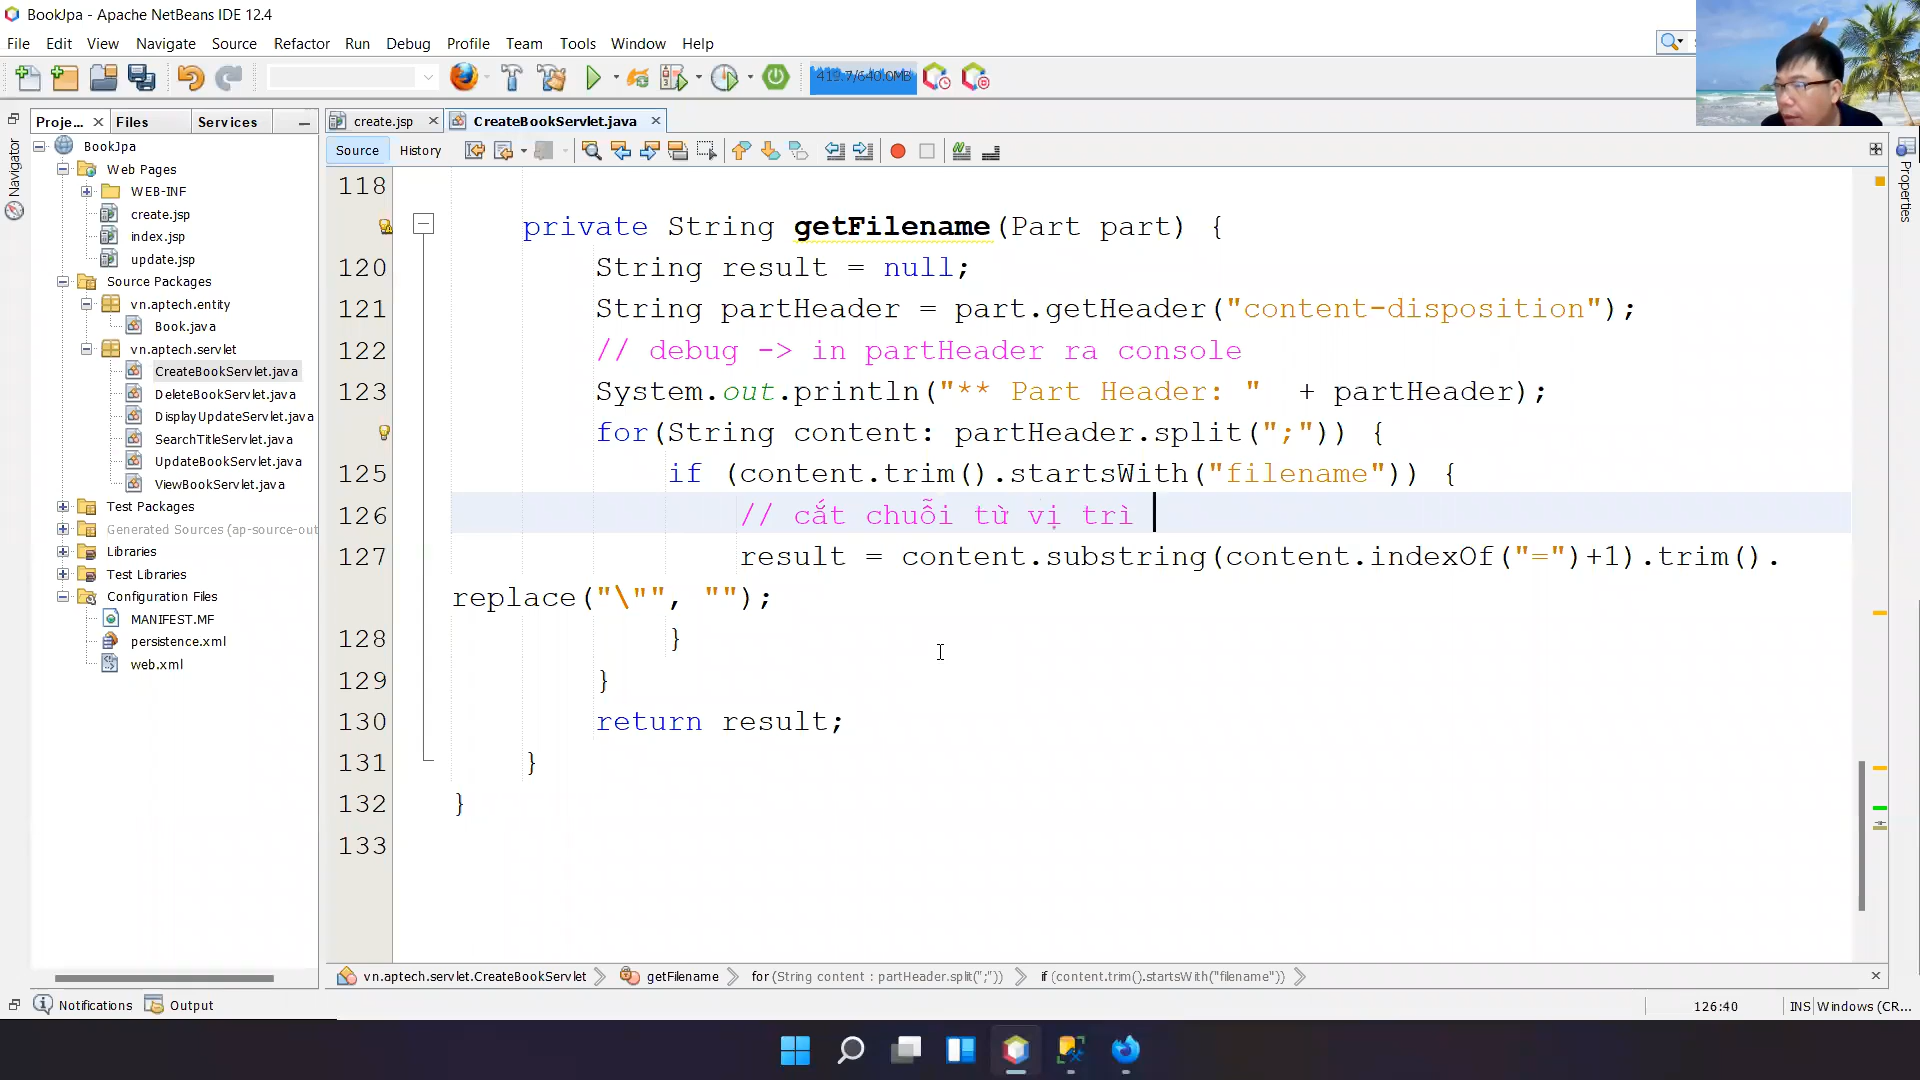 BookJpa - Apache NetBeans IDE 12.4
File Edit View Navigate Source Refactor Run Debug Profile Team Tools Window Help
419.7/640.0MB
Proje... Files Services
create.jsp CreateBookServlet.java
Source History
Navigator
Properties
BookJpa
Web Pages
WEB-INF
create.jsp
index.jsp
update.jsp
Source Packages
vn.aptech.entity
Book.java
vn.aptech.servlet
CreateBookServlet.java
DeleteBookServlet.java
DisplayUpdateServlet.java
SearchTitleServlet.java
UpdateBookServlet.java
ViewBookServlet.java
Test Packages
Generated Sources (ap-source-out
Libraries
Test Libraries
Configuration Files
MANIFEST.MF
persistence.xml
web.xml
118
private String getFilename(Part part) {
120 String result = null;
121 String partHeader = part.getHeader("content-disposition");
122 // debug -> in partHeader ra console
123 System.out.println("** Part Header: "  + partHeader);
for(String content: partHeader.split(";")) {
125 if (content.trim().startsWith("filename")) {
126 // cắt chuỗi từ vị trì
127 result = content.substring(content.indexOf("=")+1).trim().
replace("\"", "");
128 }
129 }
130 return result;
131 }
132 }
133
vn.aptech.servlet.CreateBookServlet getFilename for (String content : partHeader.split(";")) if (content.trim().startsWith("filename"))
Notifications Output 126:40 INS Windows (CR...